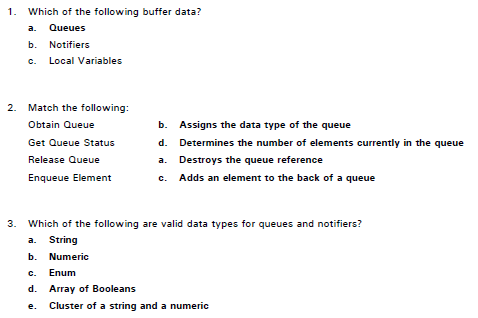 1. Which of the following buffer data?
a. Queues
b. Notifiers
c. Local Variables
2. Match the following:
Obtain Queue b. Assigns the data type of the queue
Get Queue Status d. Determines the number of elements currently in the queue
Release Queue a. Destroys the queue reference
Enqueue Element c. Adds an element to the back of a queue
3. Which of the following are valid data types for queues and notifiers?
a. String
b. Numeric
c. Enum
d. Array of Booleans
e. Cluster of a string and a numeric